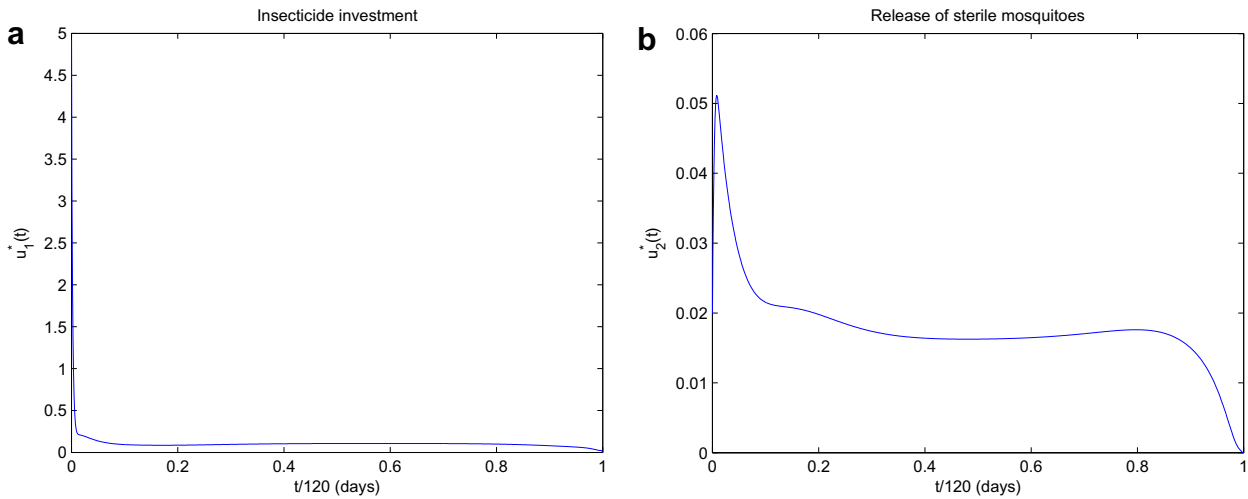 a
Insecticide investment
5
4.5
4
3.5
3
2.5
2
1.5
1
0.5
0
u₁*(t)
0 0.2 0.4 0.6 0.8 1
t/120 (days)
b
Release of sterile mosquitoes
0.06
0.05
0.04
0.03
0.02
0.01
0
u₂*(t)
0 0.2 0.4 0.6 0.8 1
t/120 (days)